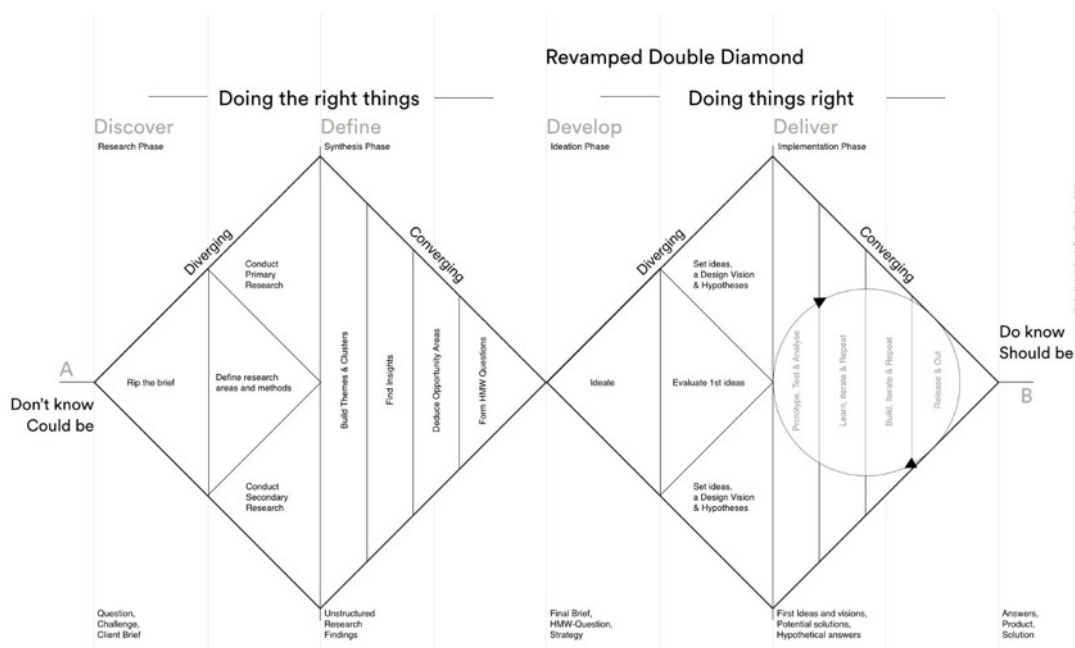 Revamped Double Diamond
Doing the right things
Doing things right
Discover
Research Phase
Define
Synthesis Phase
Develop
Ideation Phase
Deliver
Implementation Phase
Diverging
Converging
Diverging
Converging
A
Don't know
Could be
Rip the brief
Conduct
Primary
Research
Define research
areas and methods
Conduct
Secondary
Research
Build Themes & Clusters
Find Insights
Deduce Opportunity Areas
Form HMW Questions
Ideate
Set ideas,
a Design Vision
& Hypotheses
Evaluate 1st ideas
Set ideas,
a Design Vision
& Hypotheses
Prototype, Test & Analyse
Learn, Iterate & Repeat
Build, Iterate & Repeat
Release & Out
Do know
Should be
B
Question,
Challenge,
Client Brief
Unstructured
Research
Findings
Final Brief,
HMW-Question,
Strategy
First Ideas and visions,
Potential solutions,
Hypothetical answers
Answers,
Product,
Solution